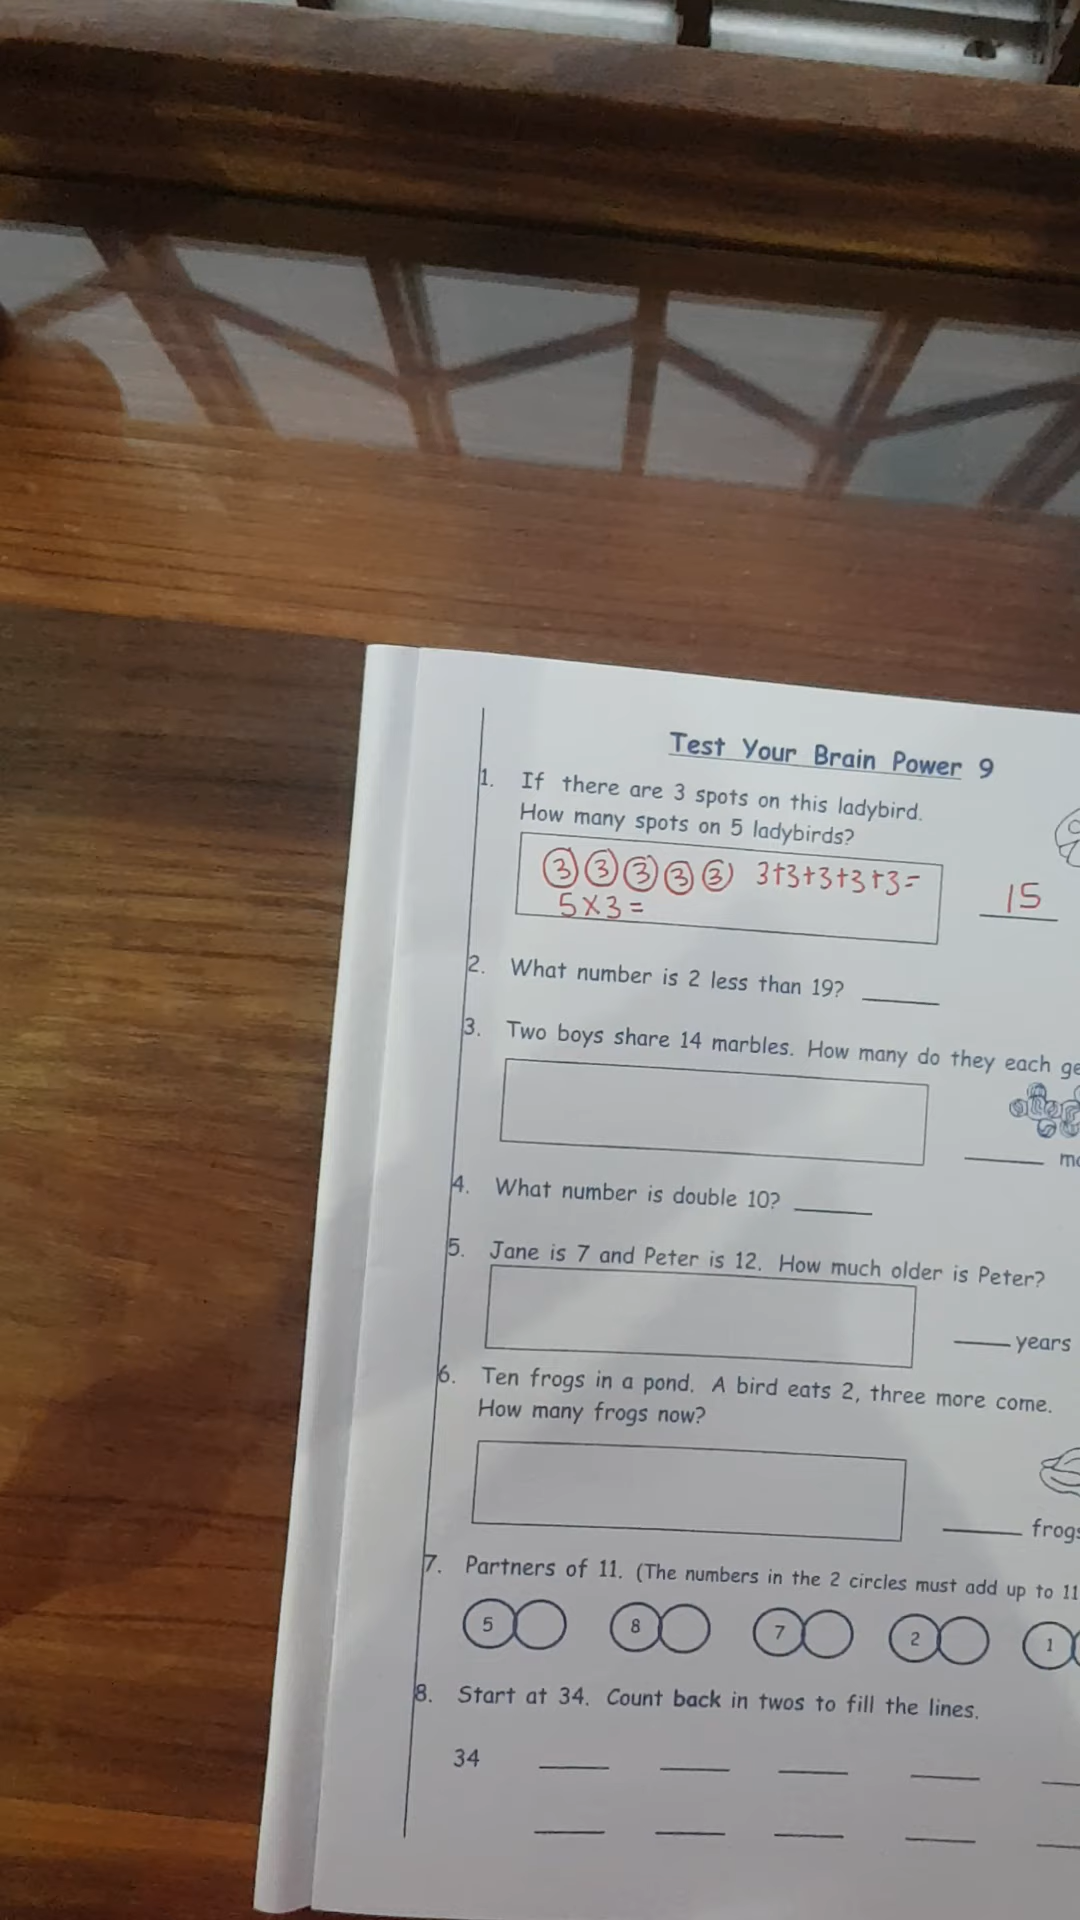 Test Your Brain Power 9
1. If there are 3 spots on this ladybird.
How many spots on 5 ladybirds?
3 3 3 3 3 3+3+3+3+3=
5x3=
15
2. What number is 2 less than 19?
3. Two boys share 14 marbles. How many do they each ge
4. What number is double 10?
5. Jane is 7 and Peter is 12. How much older is Peter?
years
6. Ten frogs in a pond. A bird eats 2, three more come.
How many frogs now?
frogs
7. Partners of 11. (The numbers in the 2 circles must add up to 11
5 8 7 2 1
8. Start at 34. Count back in twos to fill the lines.
34